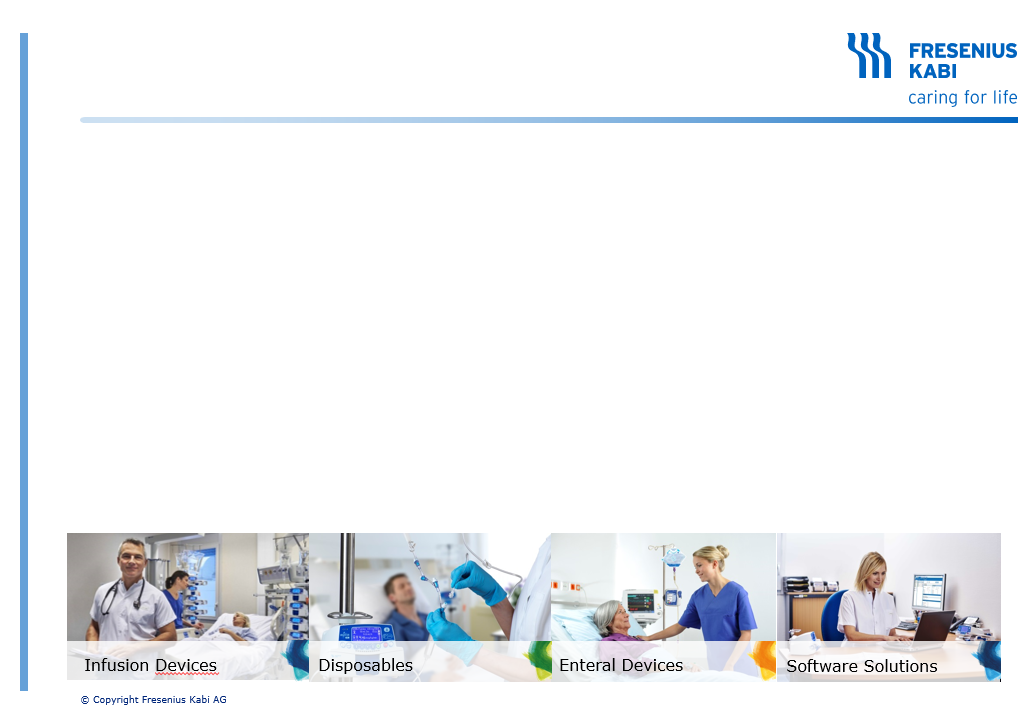 FRESENIUS
KABI
caring for life
Infusion Devices
Disposables
Enteral Devices
Software Solutions
© Copyright Fresenius Kabi AG